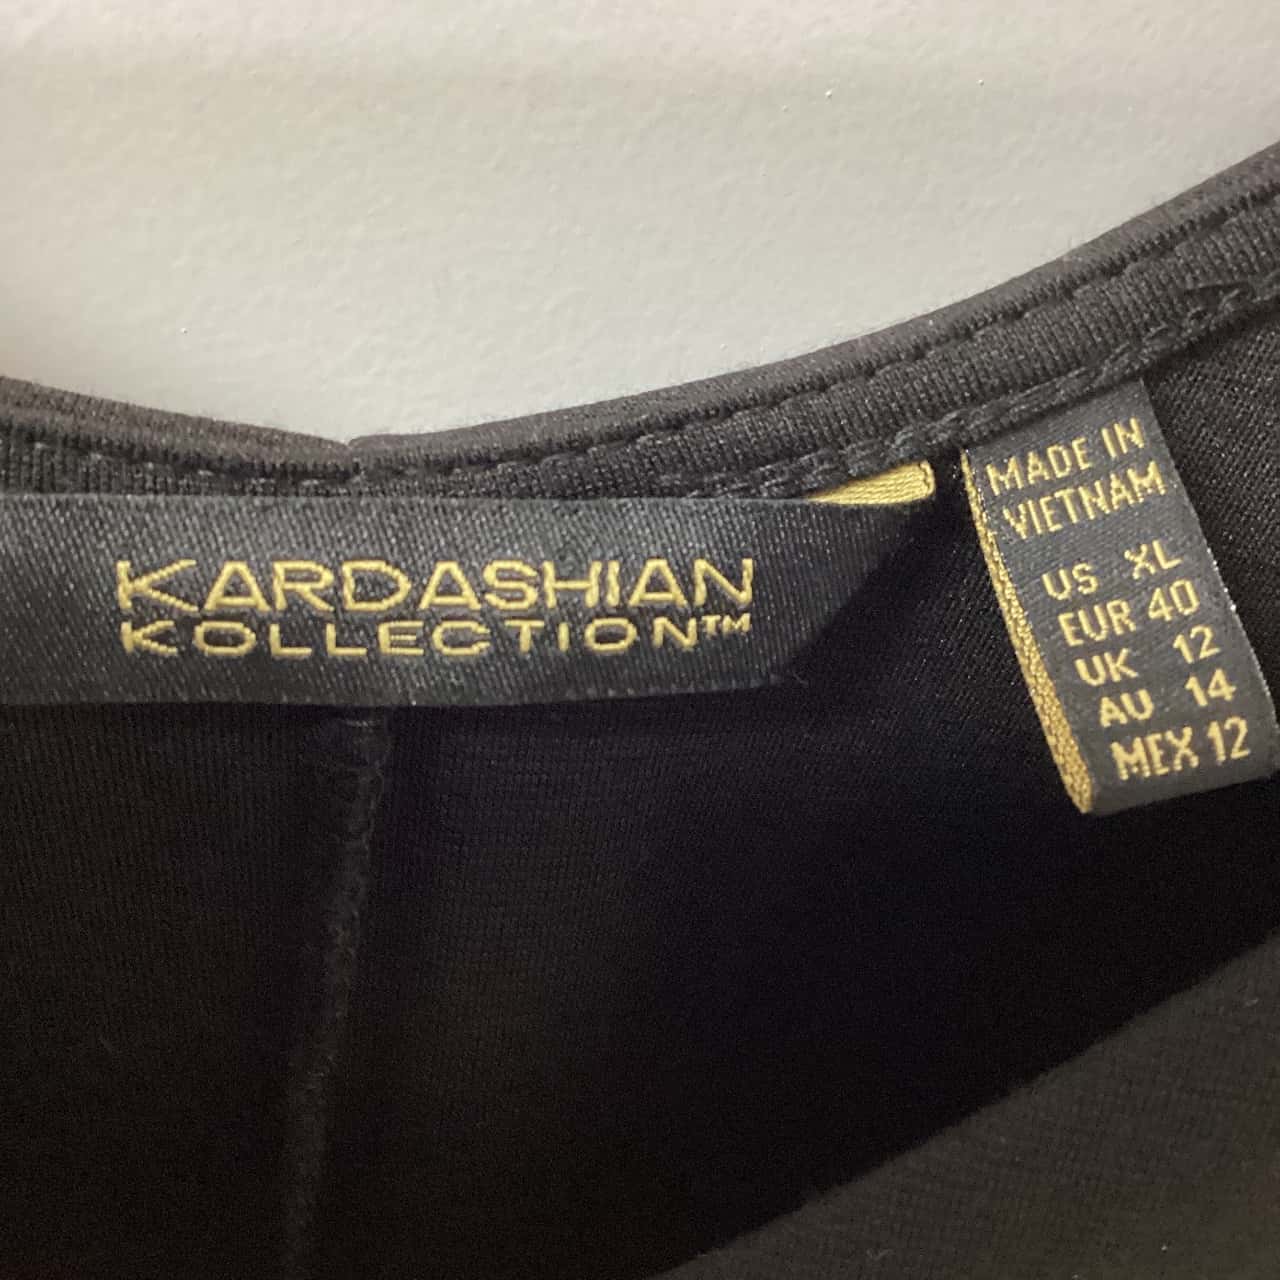 KARDASHIAN
KOLLECTION™
MADE IN
VIETNAM
US XL
EUR 40
UK 12
AU 14
MEX 12